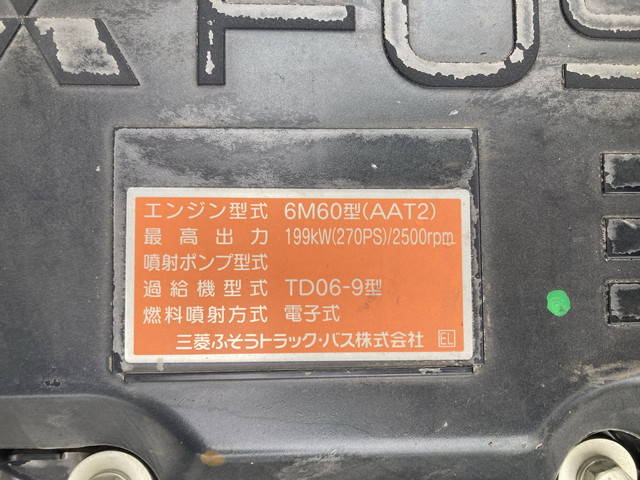 FUS
エンジン型式 6M60型(AAT2)
最高出力 199kW(270PS)/2500rpm
噴射ポンプ型式
過給機型式 TD06-9型
燃料噴射方式 電子式
三菱ふそうトラック・バス株式会社 EL